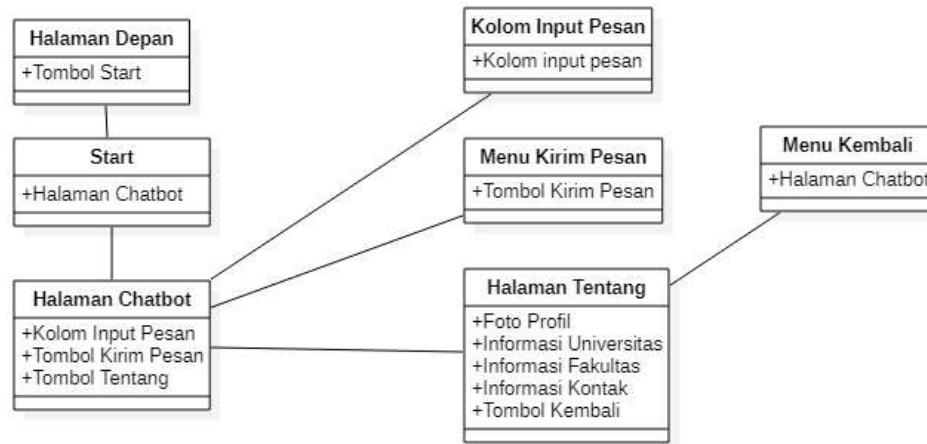 Halaman Depan
+Tombol Start
Start
+Halaman Chatbot
Halaman Chatbot
+Kolom Input Pesan
+Tombol Kirim Pesan
+Tombol Tentang
Kolom Input Pesan
+Kolom input pesan
Menu Kirim Pesan
+Tombol Kirim Pesan
Halaman Tentang
+Foto Profil
+Informasi Universitas
+Informasi Fakultas
+Informasi Kontak
+Tombol Kembali
Menu Kembali
+Halaman Chatbot